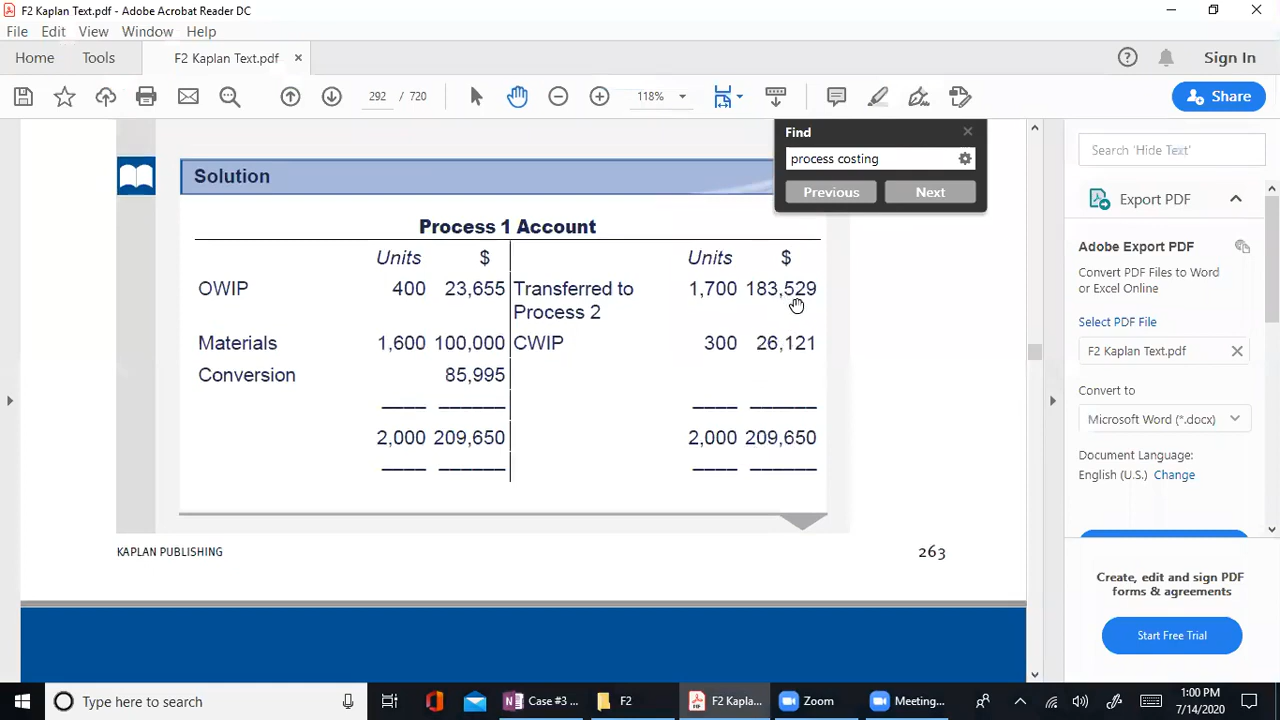 F2 Kaplan Text.pdf - Adobe Acrobat Reader DC
File Edit View Window Help
Home Tools F2 Kaplan Text.pdf × Sign In
292 / 720 118% Share
Find
process costing
Previous Next
Solution
Process 1 Account
Units $ Units $
OWIP 400 23,655 Transferred to 1,700 183,529
Process 2
Materials 1,600 100,000 CWIP 300 26,121
Conversion 85,995
2,000 209,650 2,000 209,650
KAPLAN PUBLISHING 263
Search 'Hide Text'
Export PDF
Adobe Export PDF
Convert PDF Files to Word
or Excel Online
Select PDF File
F2 Kaplan Text.pdf
Convert to
Microsoft Word (*.docx)
Document Language:
English (U.S.) Change
Create, edit and sign PDF
forms & agreements
Start Free Trial
Type here to search Case #3 ... F2 F2 Kapla... Zoom Meeting...
1:00 PM
7/14/2020